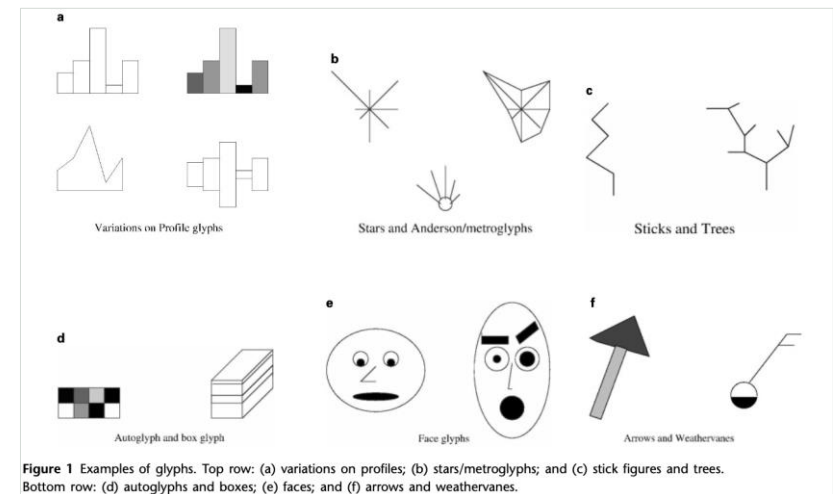 a
b
c
Variations on Profile glyphs
Stars and Anderson/metroglyphs
Sticks and Trees
d
e
f
Autoglyph and box glyph
Face glyphs
Arrows and Weathervanes
Figure 1 Examples of glyphs. Top row: (a) variations on profiles; (b) stars/metroglyphs; and (c) stick figures and trees.
Bottom row: (d) autoglyphs and boxes; (e) faces; and (f) arrows and weathervanes.